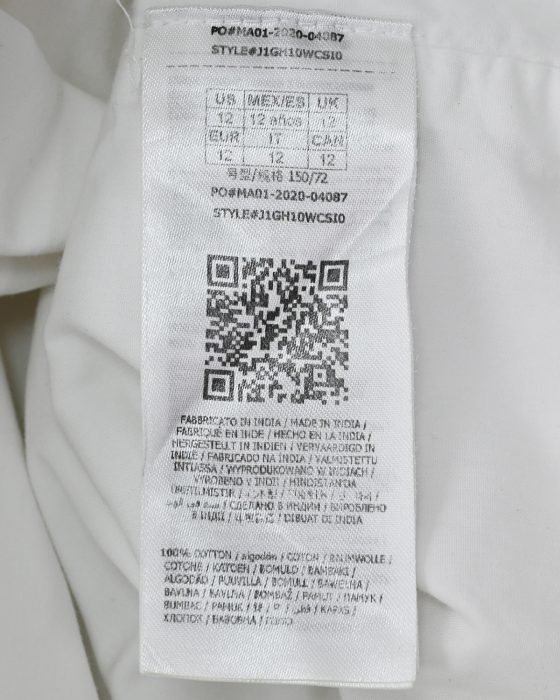 PO#MA01-2020-04087
STYLE#J1GH10WCSI0
US MEX/ES UK
12 12 años 12
EUR IT CAN
12 12 12
号型/规格 150/72
PO#MA01-2020-04087
STYLE#J1GH10WCSI0
FABBRICATO IN INDIA / MADE IN INDIA /
FABRIQUÉ EN INDE / HECHO EN LA INDIA /
HERGESTELLT IN INDIEN / VERVAARDIGD IN
INDIË / FABRICADO NA ÍNDIA / VALMISTETTU
INTIASSA / WYPRODUKOWANO W INDIACH /
VYROBENO V INDII / HINDISTANDA
/ СДЕЛАНО В ИНДИИ / ВИРОБЛЕНО
В ІНДІЇ / DIBUAT DI INDIA
100% COTTON / algodón / COTON / BAUMWOLLE /
COTONE / KATOEN / BOMULD / ΒΑΜΒΑΚΙ /
ALGODÃO / PUUVILLA / BOMULL / BAWEŁNA /
BAVLNA / BAVLNA / BOMBAŽ / PAMUT / ПАМУК /
BUMBAC / PAMUK / 綿 /
ХЛОПОК / БАВОВНА /